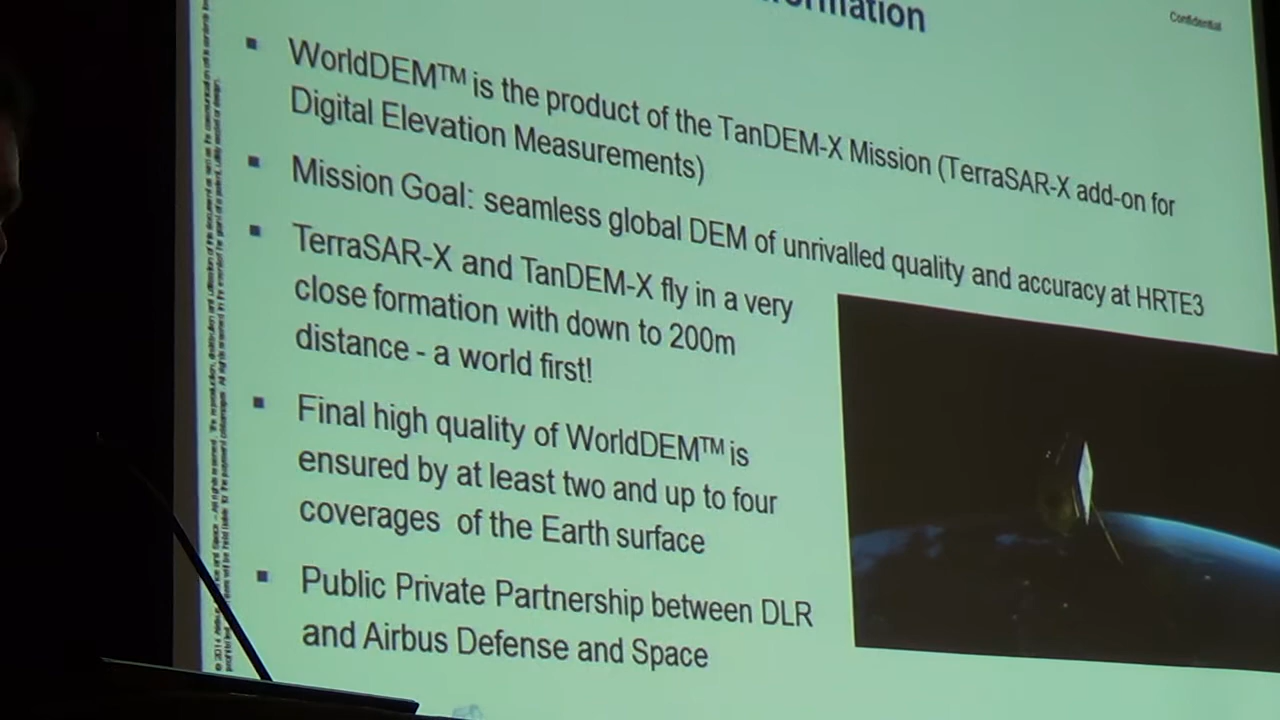 Confidential
WorldDEM™ is the product of the TanDEM-X Mission (TerraSAR-X add-on for
Digital Elevation Measurements)
Mission Goal: seamless global DEM of unrivalled quality and accuracy at HRTE3
TerraSAR-X and TanDEM-X fly in a very
close formation with down to 200m
distance - a world first!
Final high quality of WorldDEM™ is
ensured by at least two and up to four
coverages of the Earth surface
Public Private Partnership between DLR
and Airbus Defense and Space